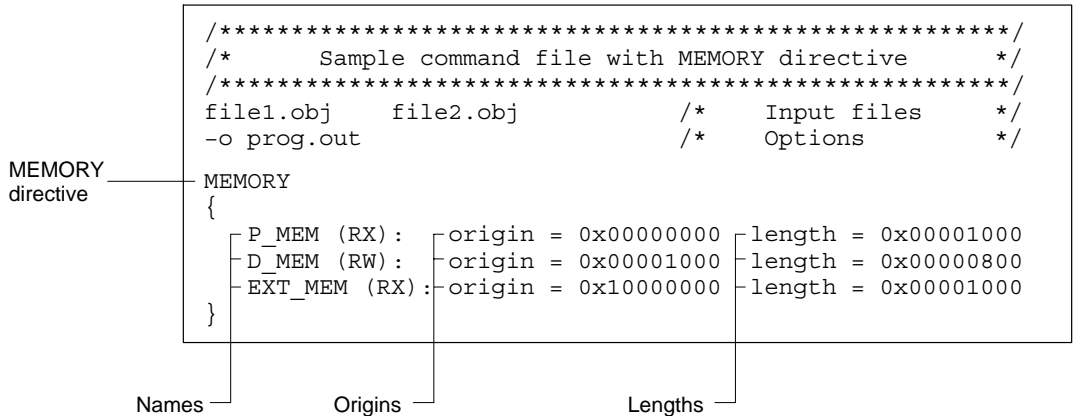 /********************************************************/
/*      Sample command file with MEMORY directive      */
/********************************************************/
file1.obj    file2.obj           /*    Input files     */
–o prog.out                      /*    Options         */
MEMORY
directive
MEMORY
{
P_MEM (RX):   origin = 0x00000000   length = 0x00001000
D_MEM (RW):   origin = 0x00001000   length = 0x00000800
EXT_MEM (RX): origin = 0x10000000   length = 0x00001000
}
Names Origins Lengths